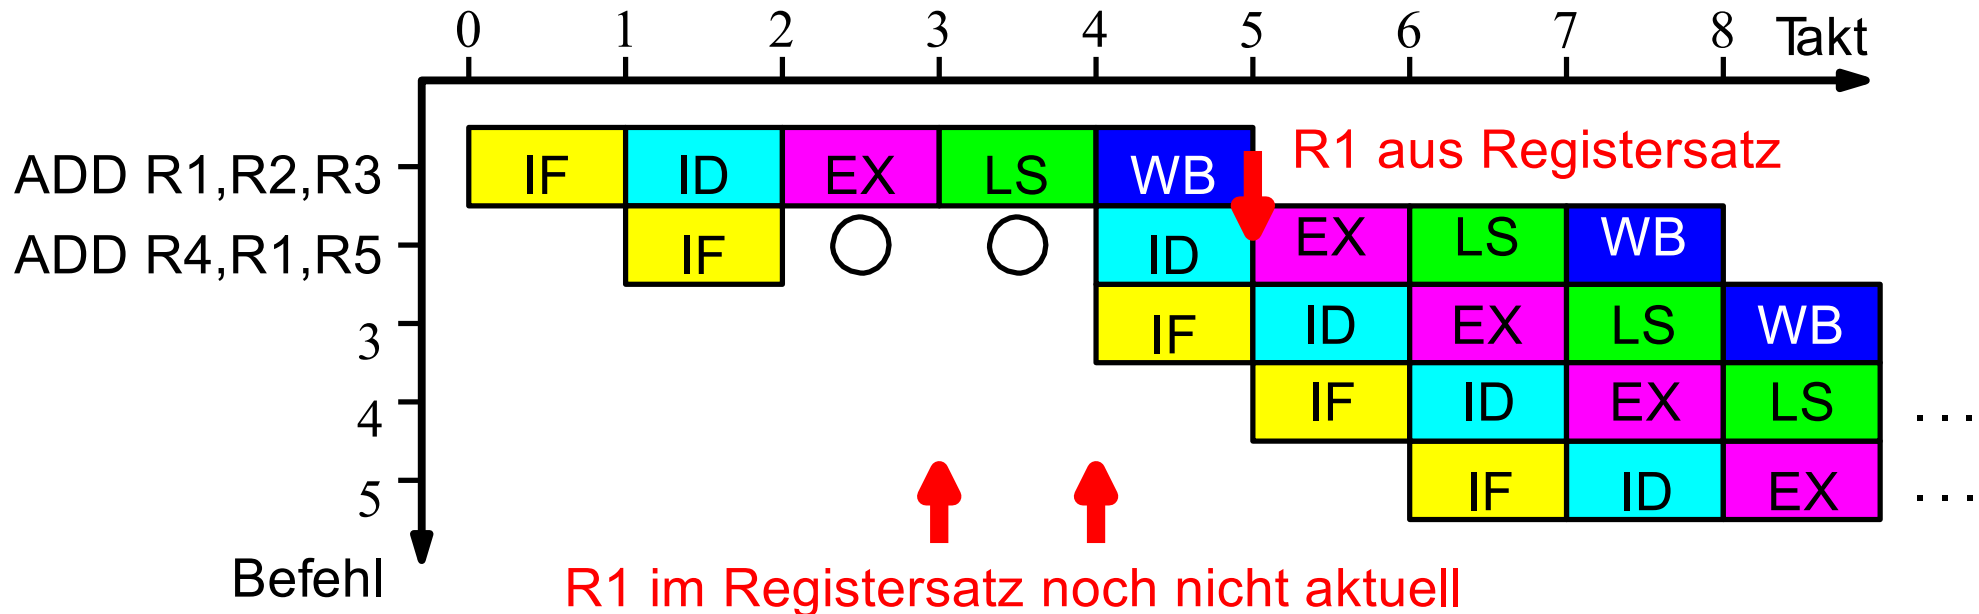 0 1 2 3 4 5 6 7 8 Takt
ADD R1,R2,R3 IF ID EX LS WB R1 aus Registersatz
ADD R4,R1,R5 IF ID EX LS WB
3 IF ID EX LS WB
4 IF ID EX LS ...
5 IF ID EX ...
Befehl R1 im Registersatz noch nicht aktuell